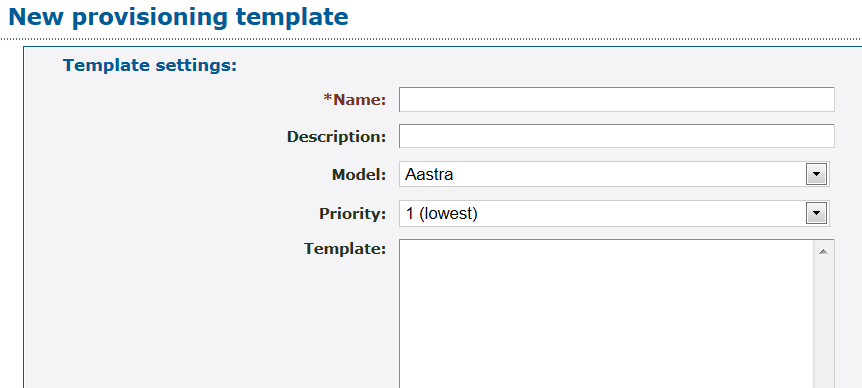 New provisioning template
Template settings:
*Name:
Description:
Model: Aastra
Priority: 1 (lowest)
Template: